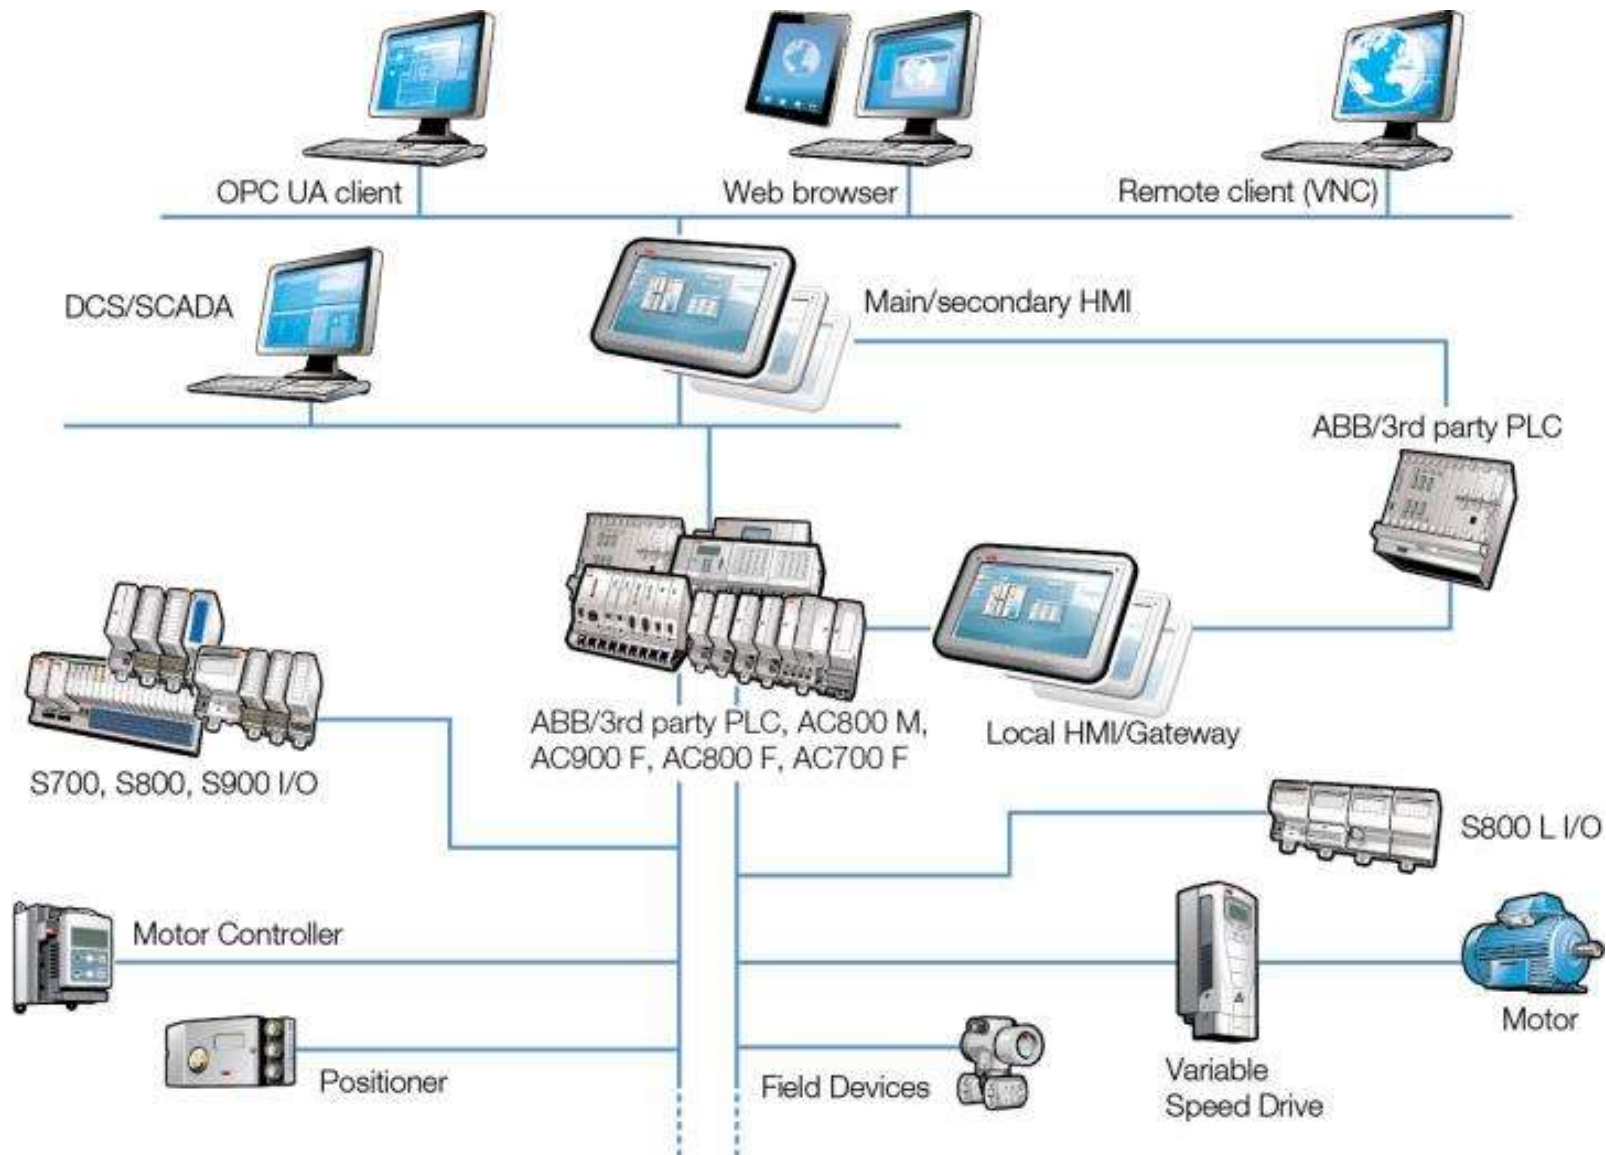 OPC UA client
Web browser
Remote client (VNC)
DCS/SCADA
Main/secondary HMI
ABB/3rd party PLC
ABB/3rd party PLC, AC800 M,
AC900 F, AC800 F, AC700 F
Local HMI/Gateway
S700, S800, S900 I/O
S800 L I/O
Motor Controller
Motor
Positioner
Field Devices
Variable
Speed Drive